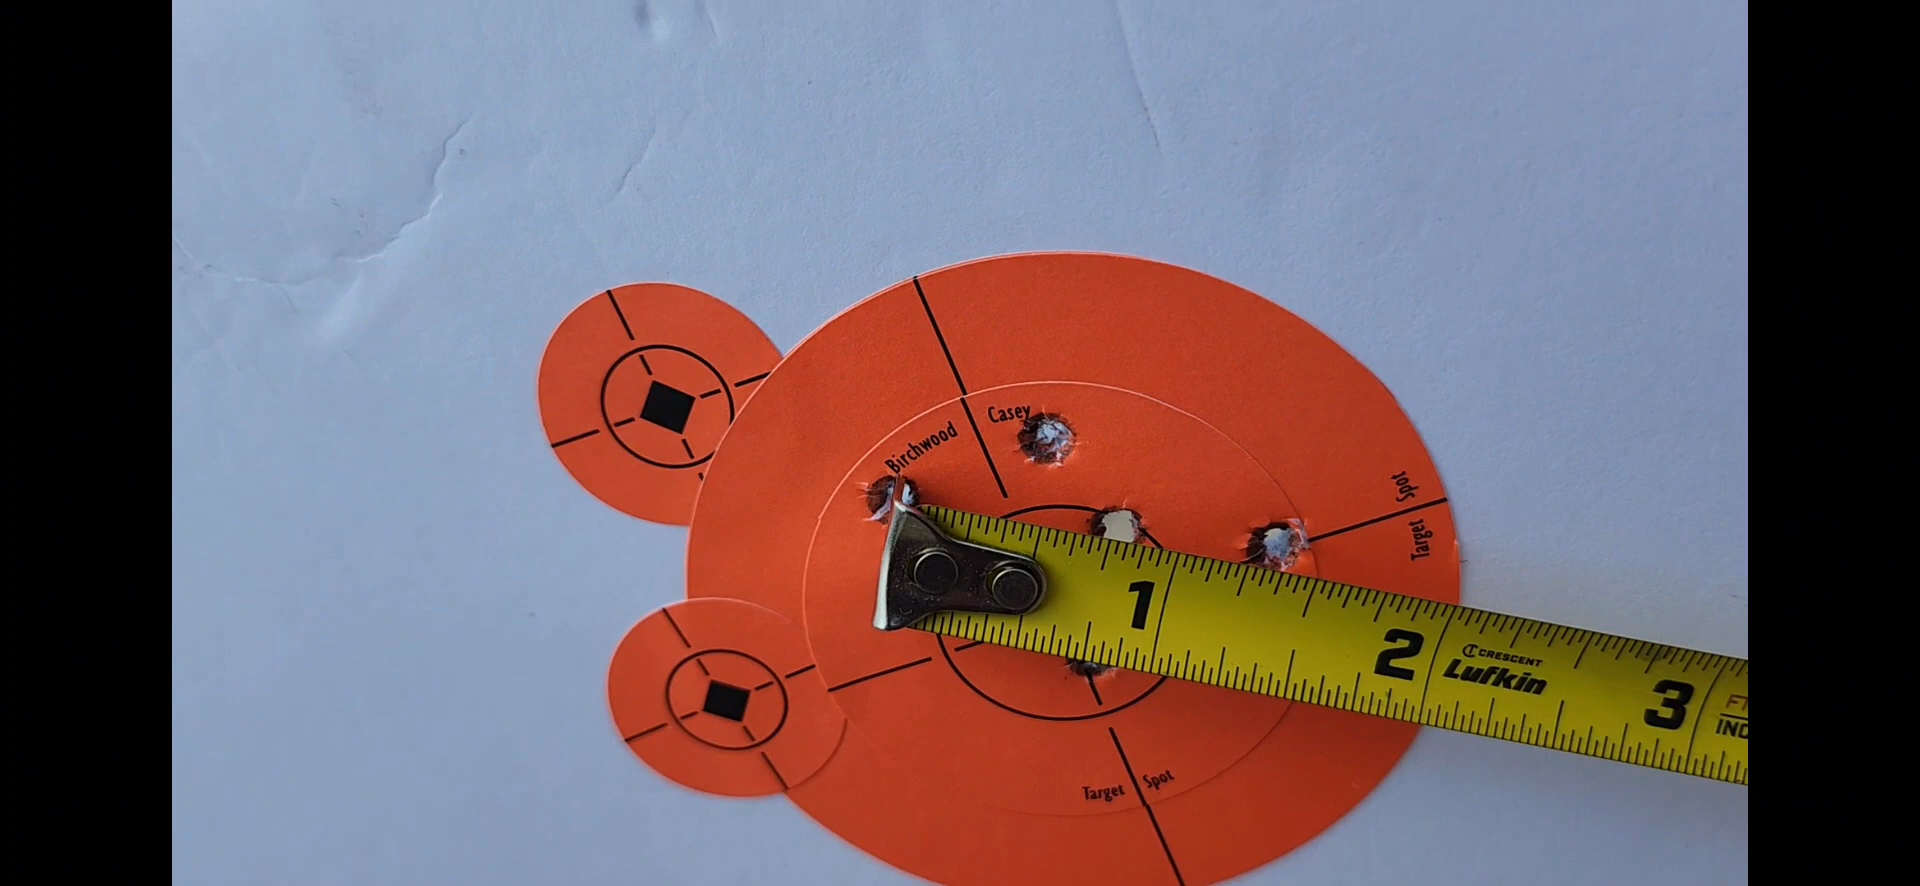 Casey
Birchwood
Spot
Target
1
2
CRESCENT
Lufkin
3
Target Spot